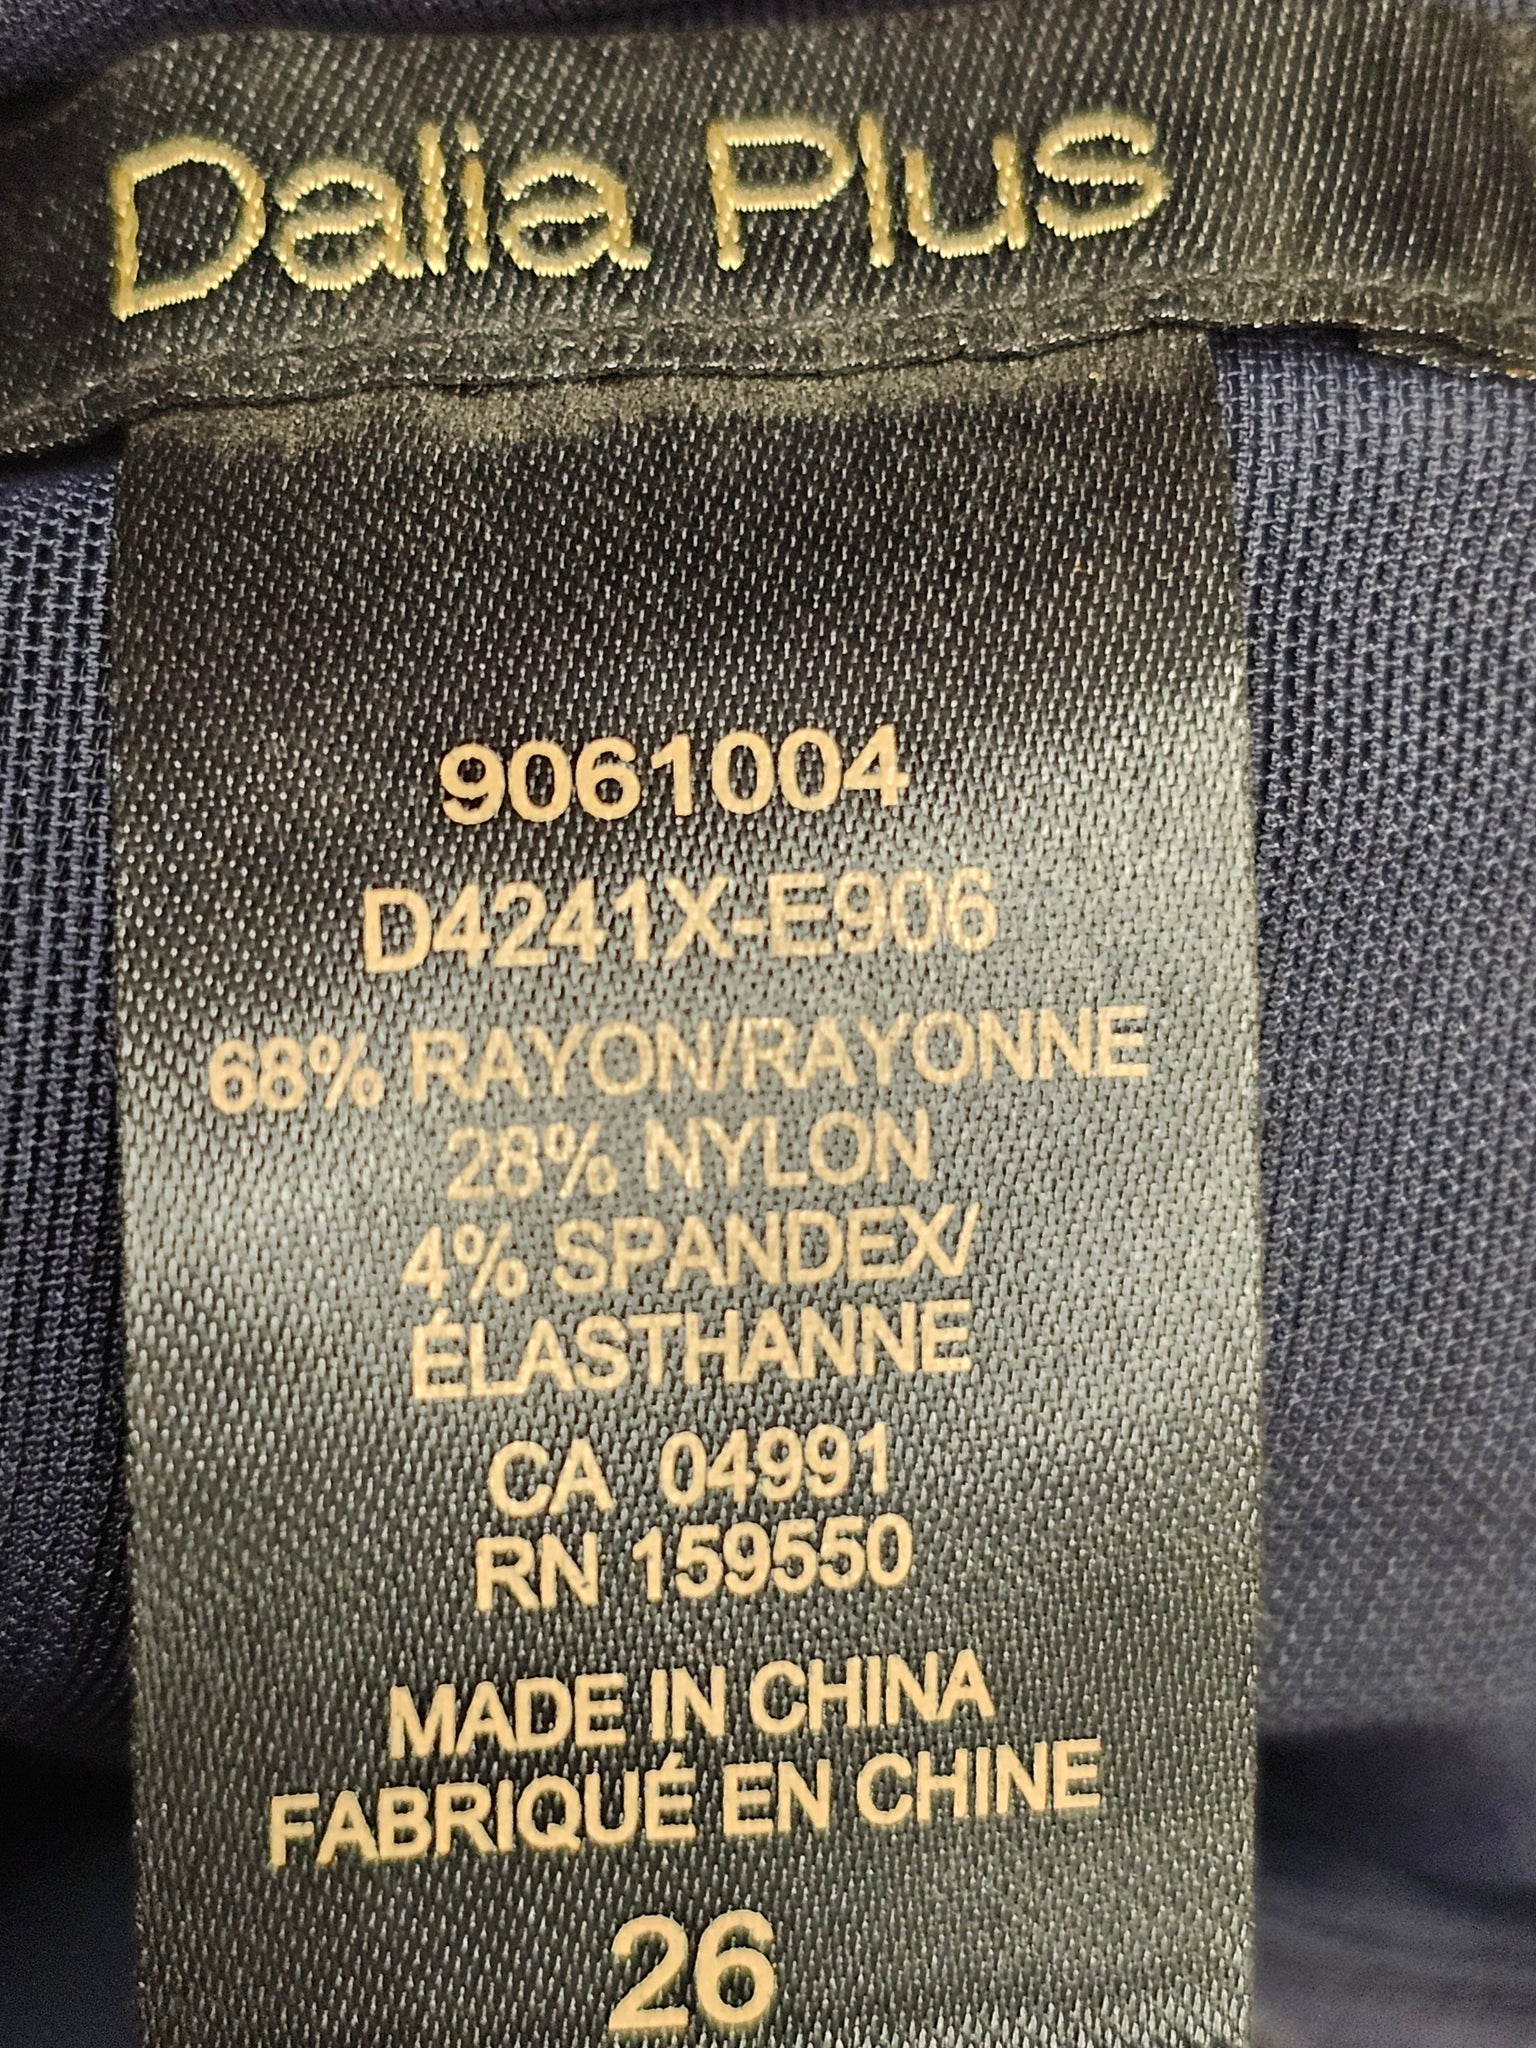 Dalia Plus
9061004
D4241X-E906
68% RAYON/RAYONNE
28% NYLON
4% SPANDEX/
ÉLASTHANNE
CA 04991
RN 159550
MADE IN CHINA
FABRIQUÉ EN CHINE
26